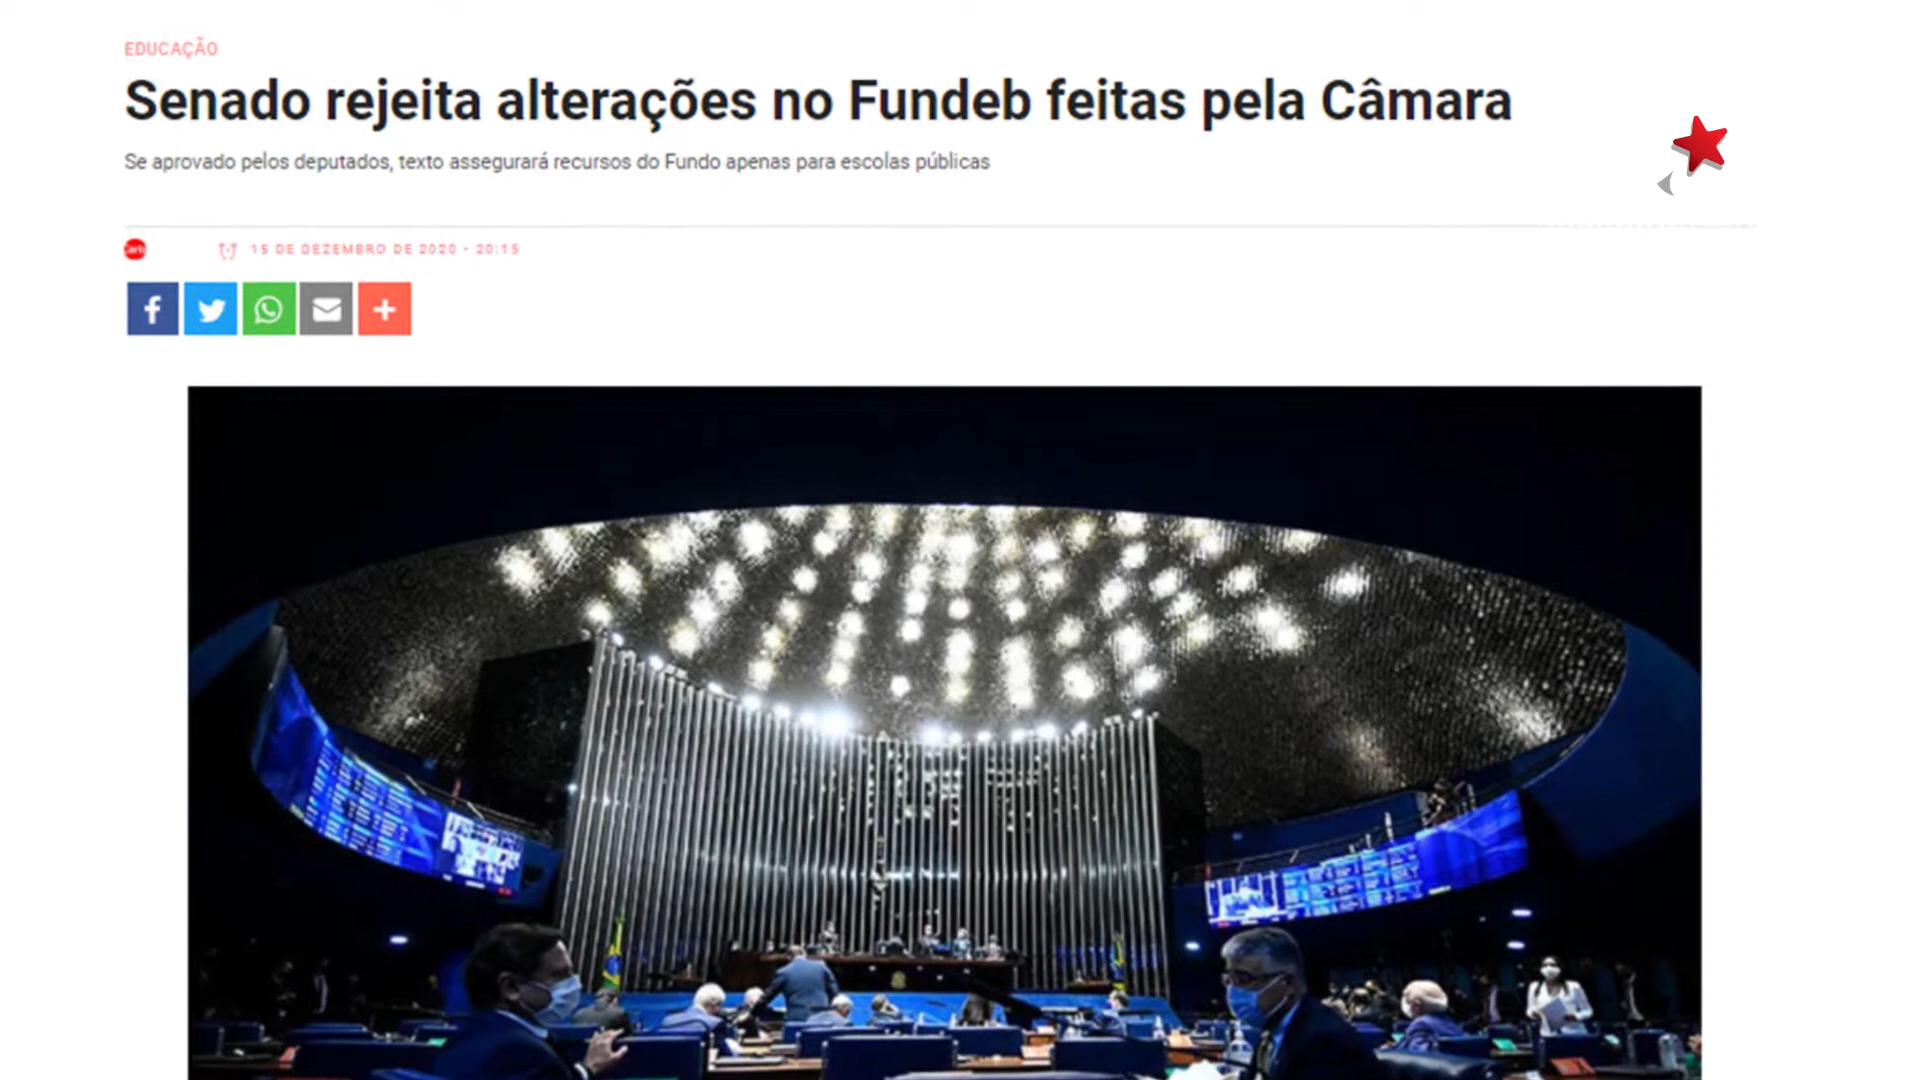 EDUCAÇÃO
Senado rejeita alterações no Fundeb feitas pela Câmara
Se aprovado pelos deputados, texto assegurará recursos do Fundo apenas para escolas públicas
15 DE DEZEMBRO DE 2020 - 20:15